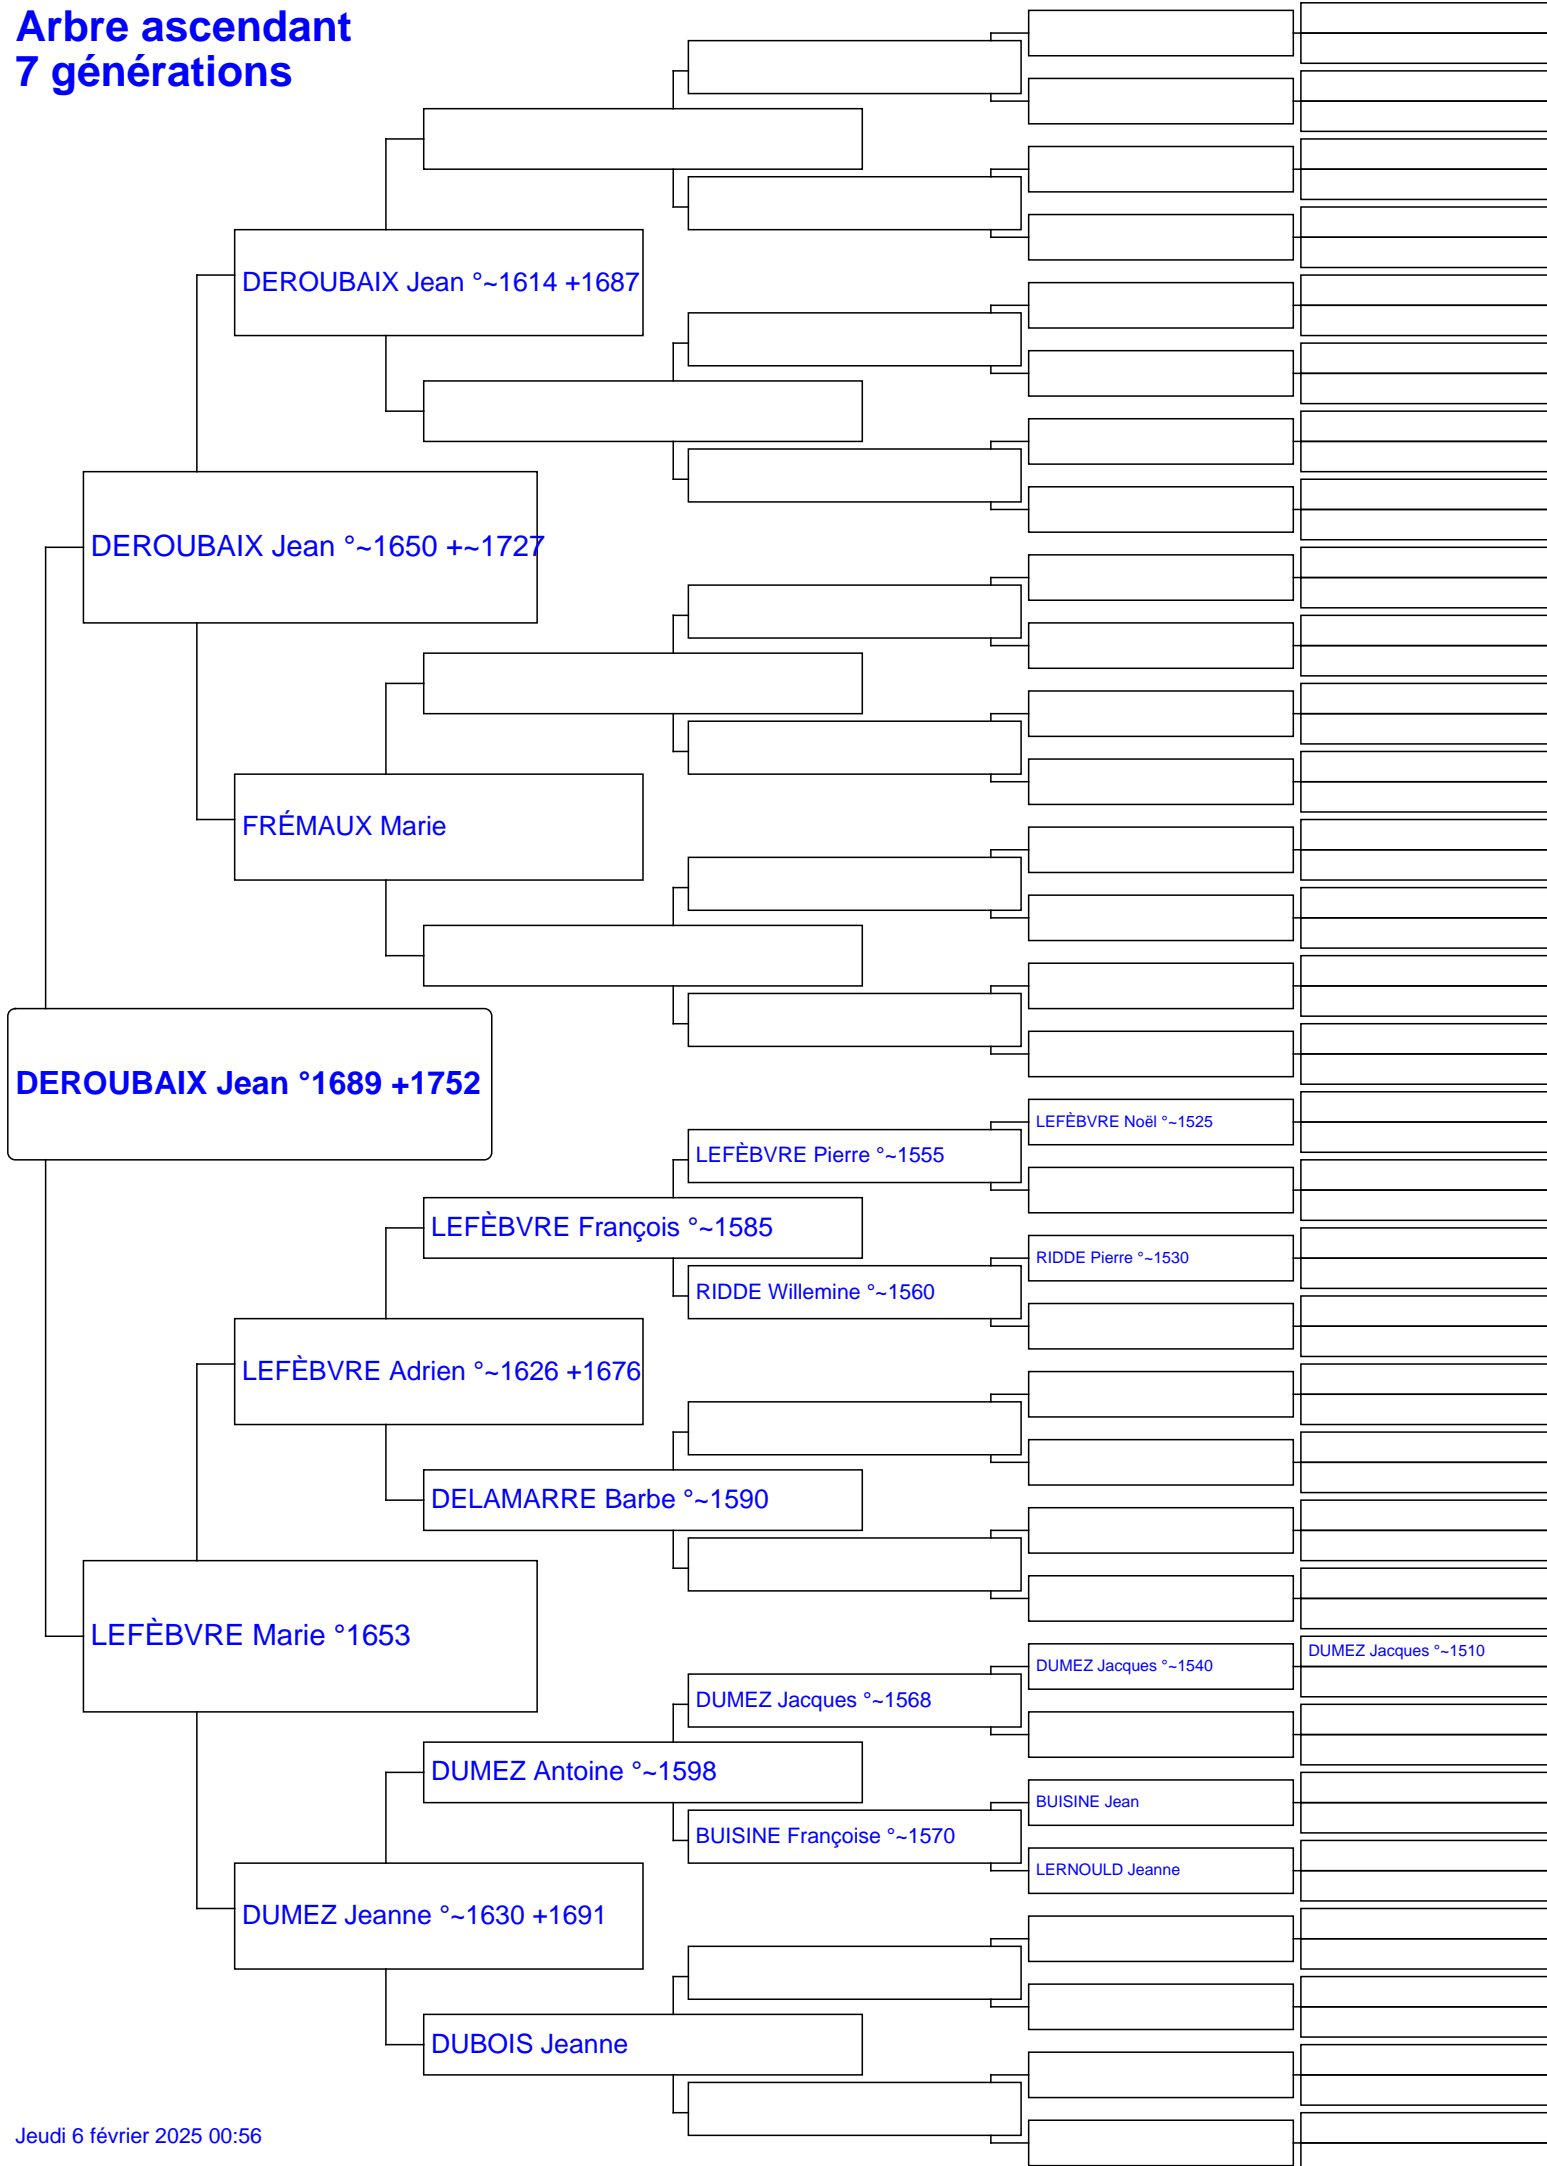 Arbre ascendant
7 générations
DEROUBAIX Jean °~1614 +1687
DEROUBAIX Jean °~1650 +~1727
FRÉMAUX Marie
DEROUBAIX Jean °1689 +1752
LEFÈBVRE Noël °~1525
LEFÈBVRE Pierre °~1555
LEFÈBVRE François °~1585
RIDDE Pierre °~1530
RIDDE Willemine °~1560
LEFÈBVRE Adrien °~1626 +1676
DELAMARRE Barbe °~1590
LEFÈBVRE Marie °1653
DUMEZ Jacques °~1510
DUMEZ Jacques °~1540
DUMEZ Jacques °~1568
DUMEZ Antoine °~1598
BUISINE Jean
BUISINE Françoise °~1570
LERNOULD Jeanne
DUMEZ Jeanne °~1630 +1691
DUBOIS Jeanne
Jeudi 6 février 2025 00:56